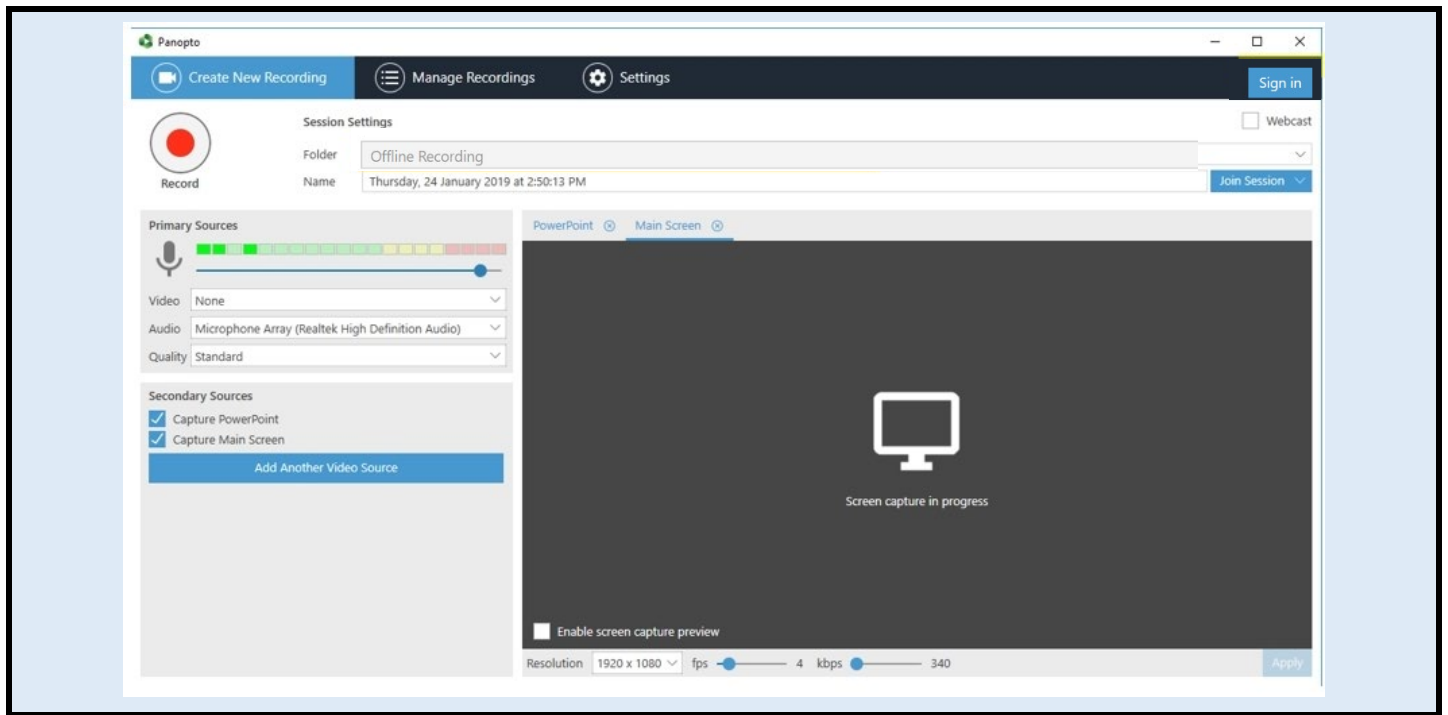 Panopto
Create New Recording
Manage Recordings
Settings
Sign in
Session Settings
Webcast
Folder
Offline Recording
Record
Name
Thursday, 24 January 2019 at 2:50:13 PM
Join Session
Primary Sources
Video
None
Audio
Microphone Array (Realtek High Definition Audio)
Quality
Standard
Secondary Sources
Capture PowerPoint
Capture Main Screen
Add Another Video Source
PowerPoint
Main Screen
Screen capture in progress
Enable screen capture preview
Resolution 1920 x 1080 fps 4 kbps 340
Apply